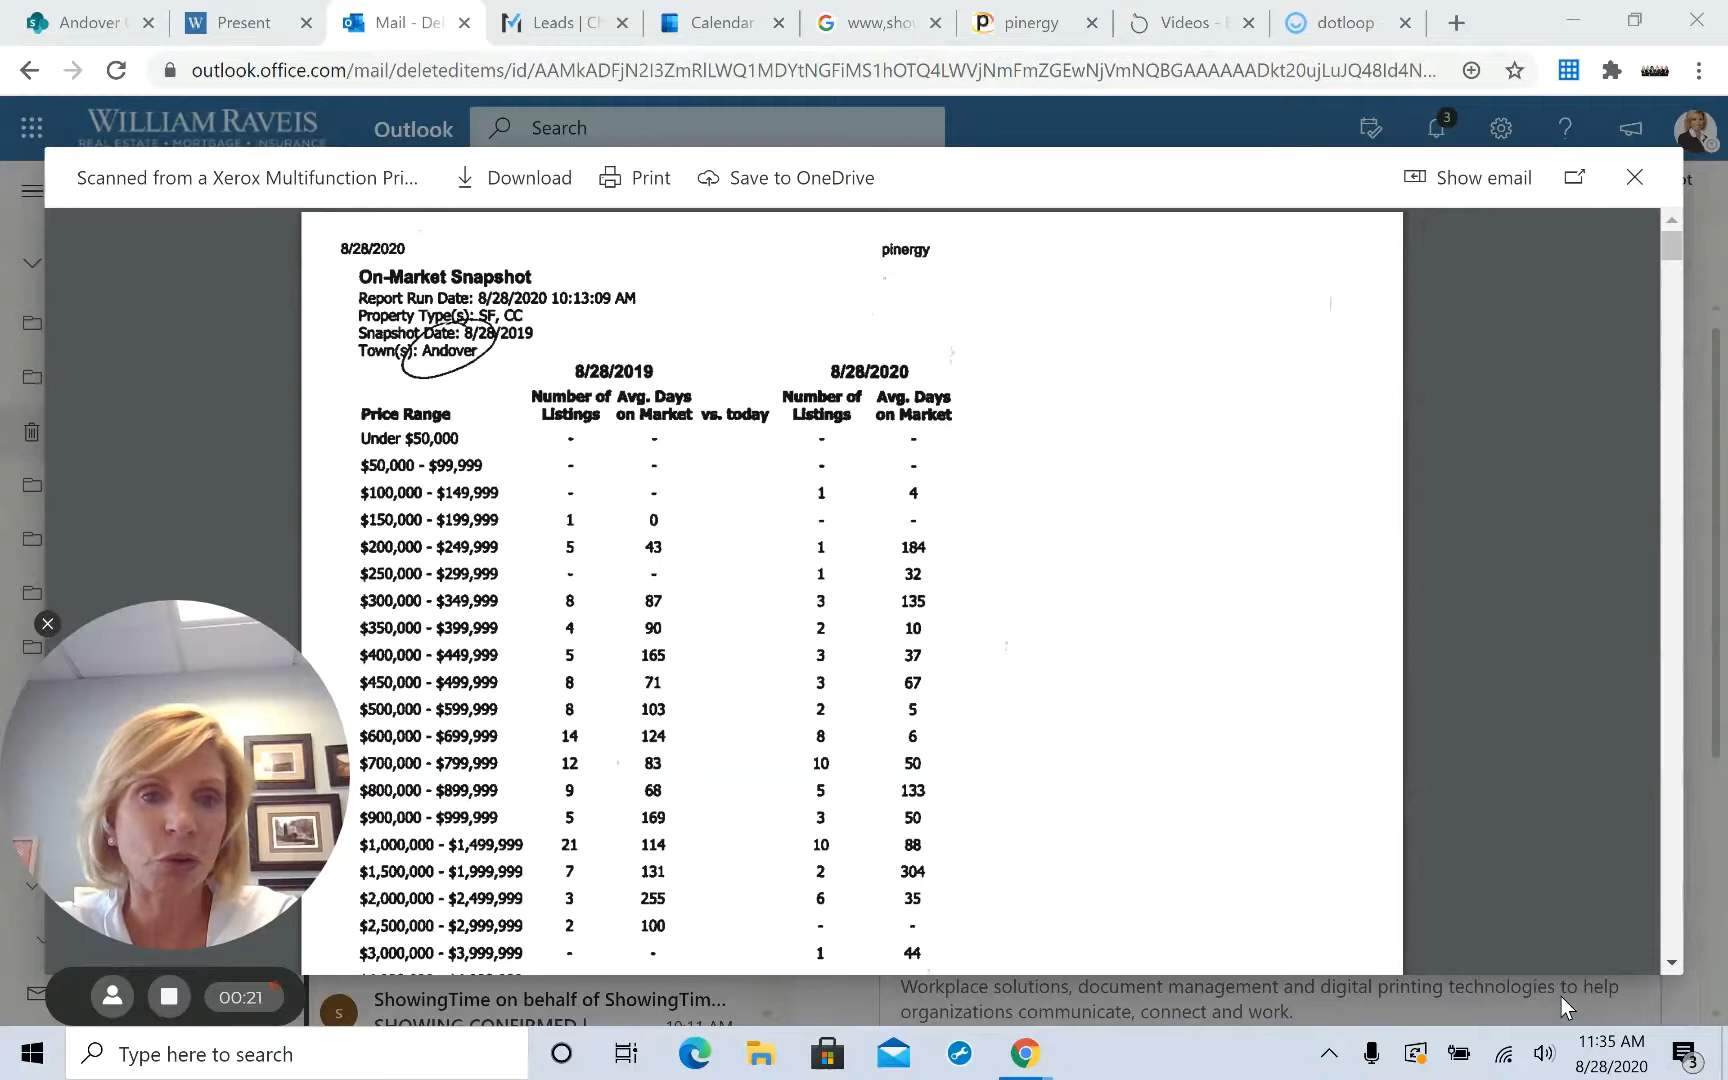 Andover
Present
Mail - Del
Leads | Ch
Calendar
www,sho
pinergy
Videos -
dotloop
outlook.office.com/mail/deleteditems/id/AAMkADFjN2I3ZmRlLWQ1MDYtNGFiMS1hOTQ4LWVjNmFmZGEwNjVmNQBGAAAAAADkt20ujLuJQ48Id4N...
WILLIAM RAVEIS
REAL ESTATE • MORTGAGE • INSURANCE
Outlook
Search
3
Scanned from a Xerox Multifunction Pri...
Download
Print
Save to OneDrive
Show email
8/28/2020 pinergy
On-Market Snapshot
Report Run Date: 8/28/2020 10:13:09 AM
Property Type(s): SF, CC
Snapshot Date: 8/28/2019
Town(s): Andover
8/28/2019 8/28/2020
Number of Avg. Days Number of Avg. Days
Price Range Listings on Market vs. today Listings on Market
Under $50,000 - - - -
$50,000 - $99,999 - - - -
$100,000 - $149,999 - - 1 4
$150,000 - $199,999 1 0 - -
$200,000 - $249,999 5 43 1 184
$250,000 - $299,999 - - 1 32
$300,000 - $349,999 8 87 3 135
$350,000 - $399,999 4 90 2 10
$400,000 - $449,999 5 165 3 37
$450,000 - $499,999 8 71 3 67
$500,000 - $599,999 8 103 2 5
$600,000 - $699,999 14 124 8 6
$700,000 - $799,999 12 83 10 50
$800,000 - $899,999 9 68 5 133
$900,000 - $999,999 5 169 3 50
$1,000,000 - $1,499,999 21 114 10 88
$1,500,000 - $1,999,999 7 131 2 304
$2,000,000 - $2,499,999 3 255 6 35
$2,500,000 - $2,999,999 2 100 - -
$3,000,000 - $3,999,999 - - 1 44
00:21
S
ShowingTime on behalf of ShowingTim...
SHOWING CONFIRMED | 10:11 AM
Workplace solutions, document management and digital printing technologies to help
organizations communicate, connect and work.
Type here to search
11:35 AM
8/28/2020
3